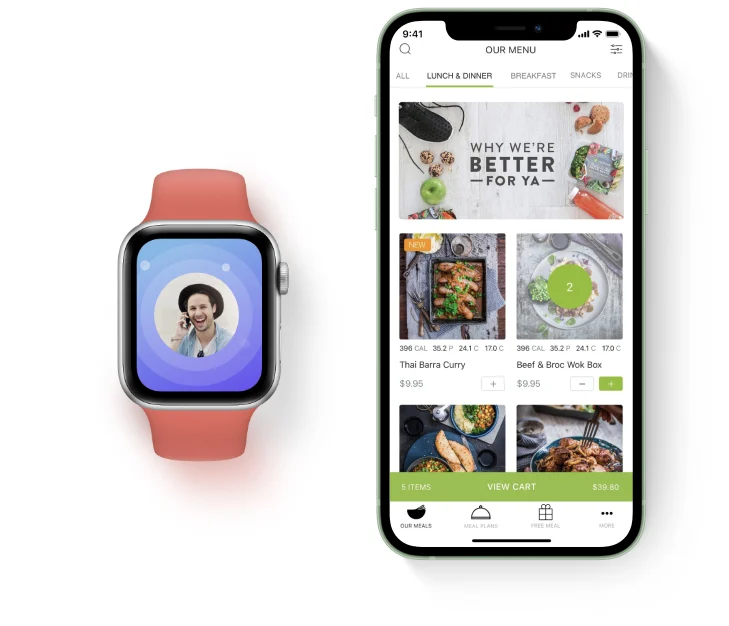 9:41
OUR MENU
ALL LUNCH & DINNER BREAKFAST SNACKS DRIN
WHY WE'RE
BETTER
—FOR YA—
NEW
2
396 CAL 35.2 P 24.1 C 17.0 C
396 CAL 35.2 P 24.1 C 17.0 C
Thai Barra Curry
Beef & Broc Wok Box
$9.95
$9.95
5 ITEMS VIEW CART $39.80
OUR MEALS MEAL PLANS FREE MEAL MORE